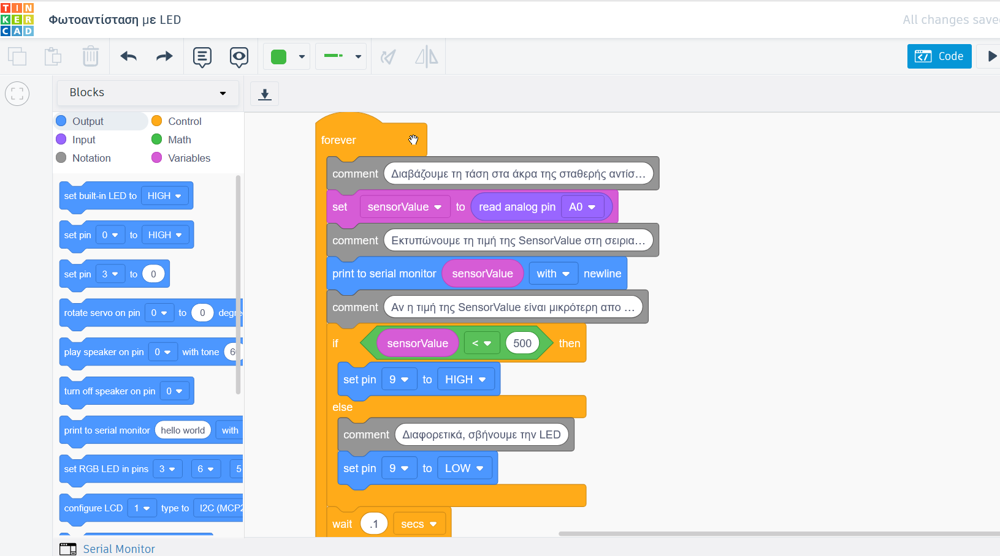 TIN
KER
CAD
Φωτοαντίσταση με LED
All changes save
Code
Blocks
Output
Control
Input
Math
Notation
Variables
set built-in LED to HIGH
set pin 0 to HIGH
set pin 3 to 0
rotate servo on pin 0 to 0 degre
play speaker on pin 0 with tone 60
turn off speaker on pin 0
print to serial monitor hello world with
set RGB LED in pins 3 6 5
configure LCD 1 type to I2C (MCP2
forever
comment Διαβάζουμε τη τάση στα άκρα της σταθερής αντίσ...
set sensorValue to read analog pin A0
comment Εκτυπώνουμε τη τιμή της SensorValue στη σειρια...
print to serial monitor sensorValue with newline
comment Αν η τιμή της SensorValue είναι μικρότερη απο ...
if sensorValue < 500 then
set pin 9 to HIGH
else
comment Διαφορετικά, σβήνουμε την LED
set pin 9 to LOW
wait .1 secs
Serial Monitor